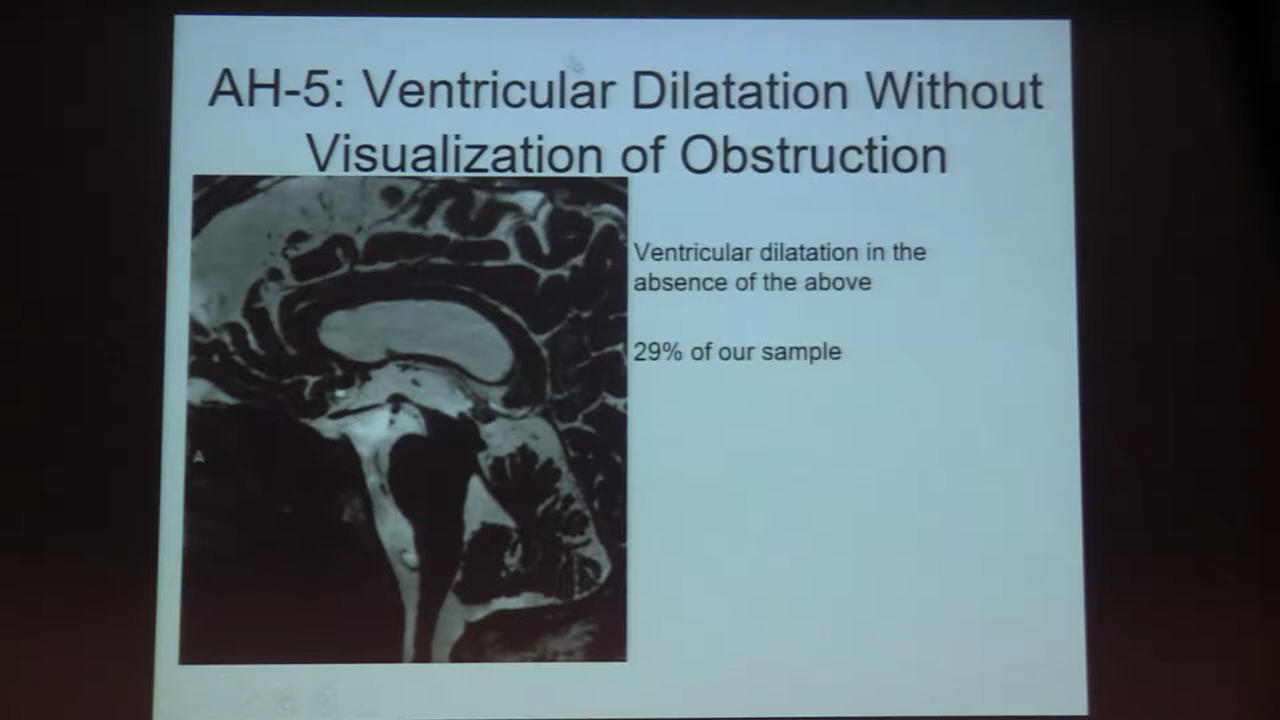 AH-5: Ventricular Dilatation Without
Visualization of Obstruction
Ventricular dilatation in the
absence of the above
29% of our sample
A